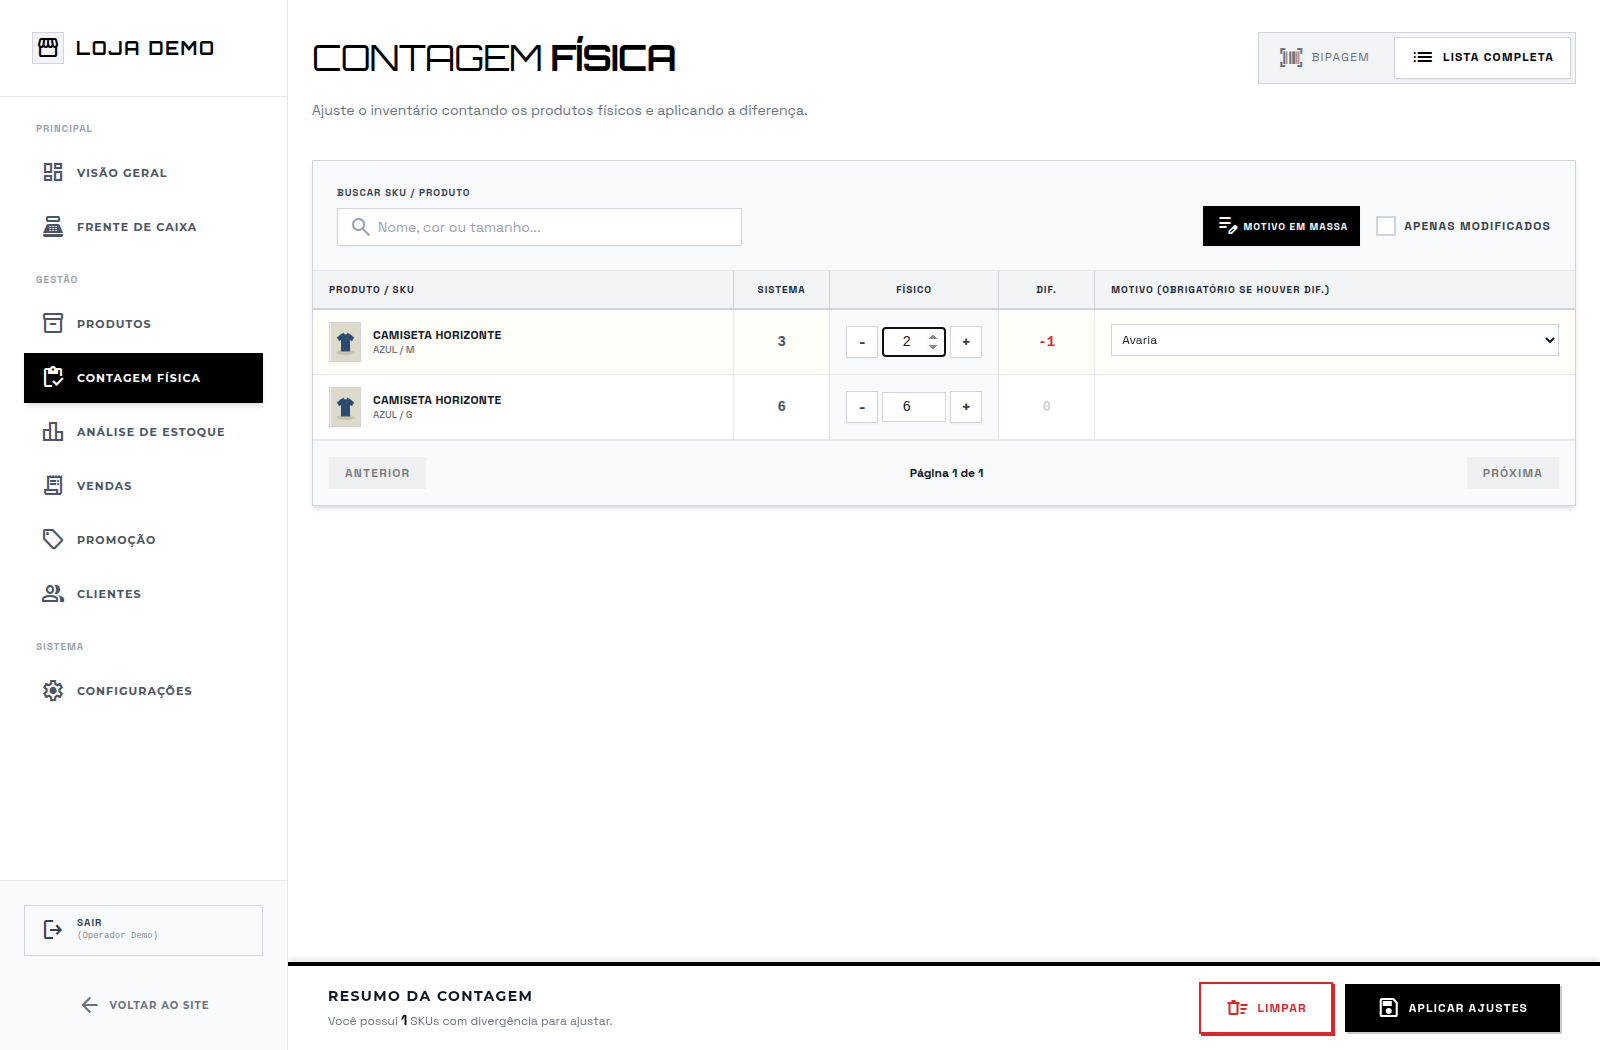 LOJA DEMO
PRINCIPAL
VISÃO GERAL
FRENTE DE CAIXA
GESTÃO
PRODUTOS
CONTAGEM FÍSICA
ANÁLISE DE ESTOQUE
VENDAS
PROMOÇÃO
CLIENTES
SISTEMA
CONFIGURAÇÕES
SAIR
(Operador Demo)
VOLTAR AO SITE
CONTAGEM FÍSICA
Ajuste o inventário contando os produtos físicos e aplicando a diferença.
BIPAGEM
LISTA COMPLETA
BUSCAR SKU / PRODUTO
Nome, cor ou tamanho...
MOTIVO EM MASSA
APENAS MODIFICADOS
PRODUTO / SKU SISTEMA FÍSICO DIF. MOTIVO (OBRIGATÓRIO SE HOUVER DIF.)
CAMISETA HORIZONTE
AZUL / M
3 - 2 + -1 Avaria
CAMISETA HORIZONTE
AZUL / G
6 - 6 + 0
ANTERIOR Página 1 de 1 PRÓXIMA
RESUMO DA CONTAGEM
Você possui 1 SKUs com divergência para ajustar.
LIMPAR
APLICAR AJUSTES